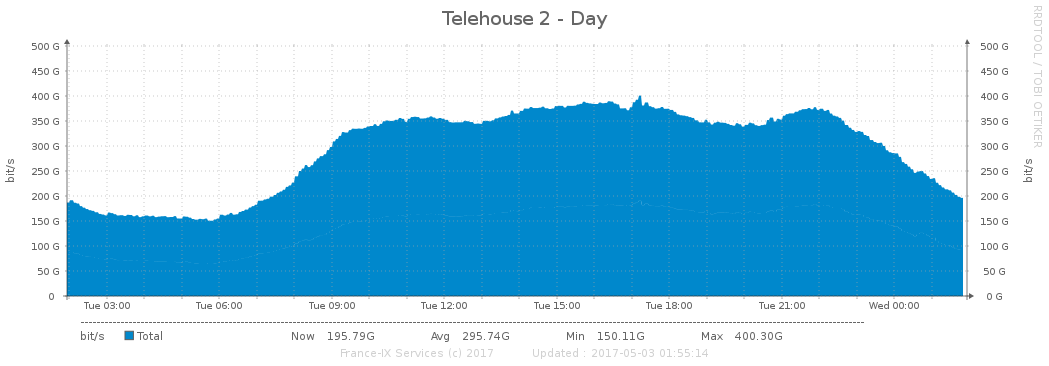 Telehouse 2 - Day
RRDTOOL / TOBI OETIKER
bit/s
500 G
450 G
400 G
350 G
300 G
250 G
200 G
150 G
100 G
50 G
0
500 G
450 G
400 G
350 G
300 G
250 G
200 G
150 G
100 G
50 G
0 G
bit/s
Tue 03:00 Tue 06:00 Tue 09:00 Tue 12:00 Tue 15:00 Tue 18:00 Tue 21:00 Wed 00:00
bit/s Total Now 195.79G Avg 295.74G Min 150.11G Max 400.30G
France-IX Services (c) 2017 Updated : 2017-05-03 01:55:14